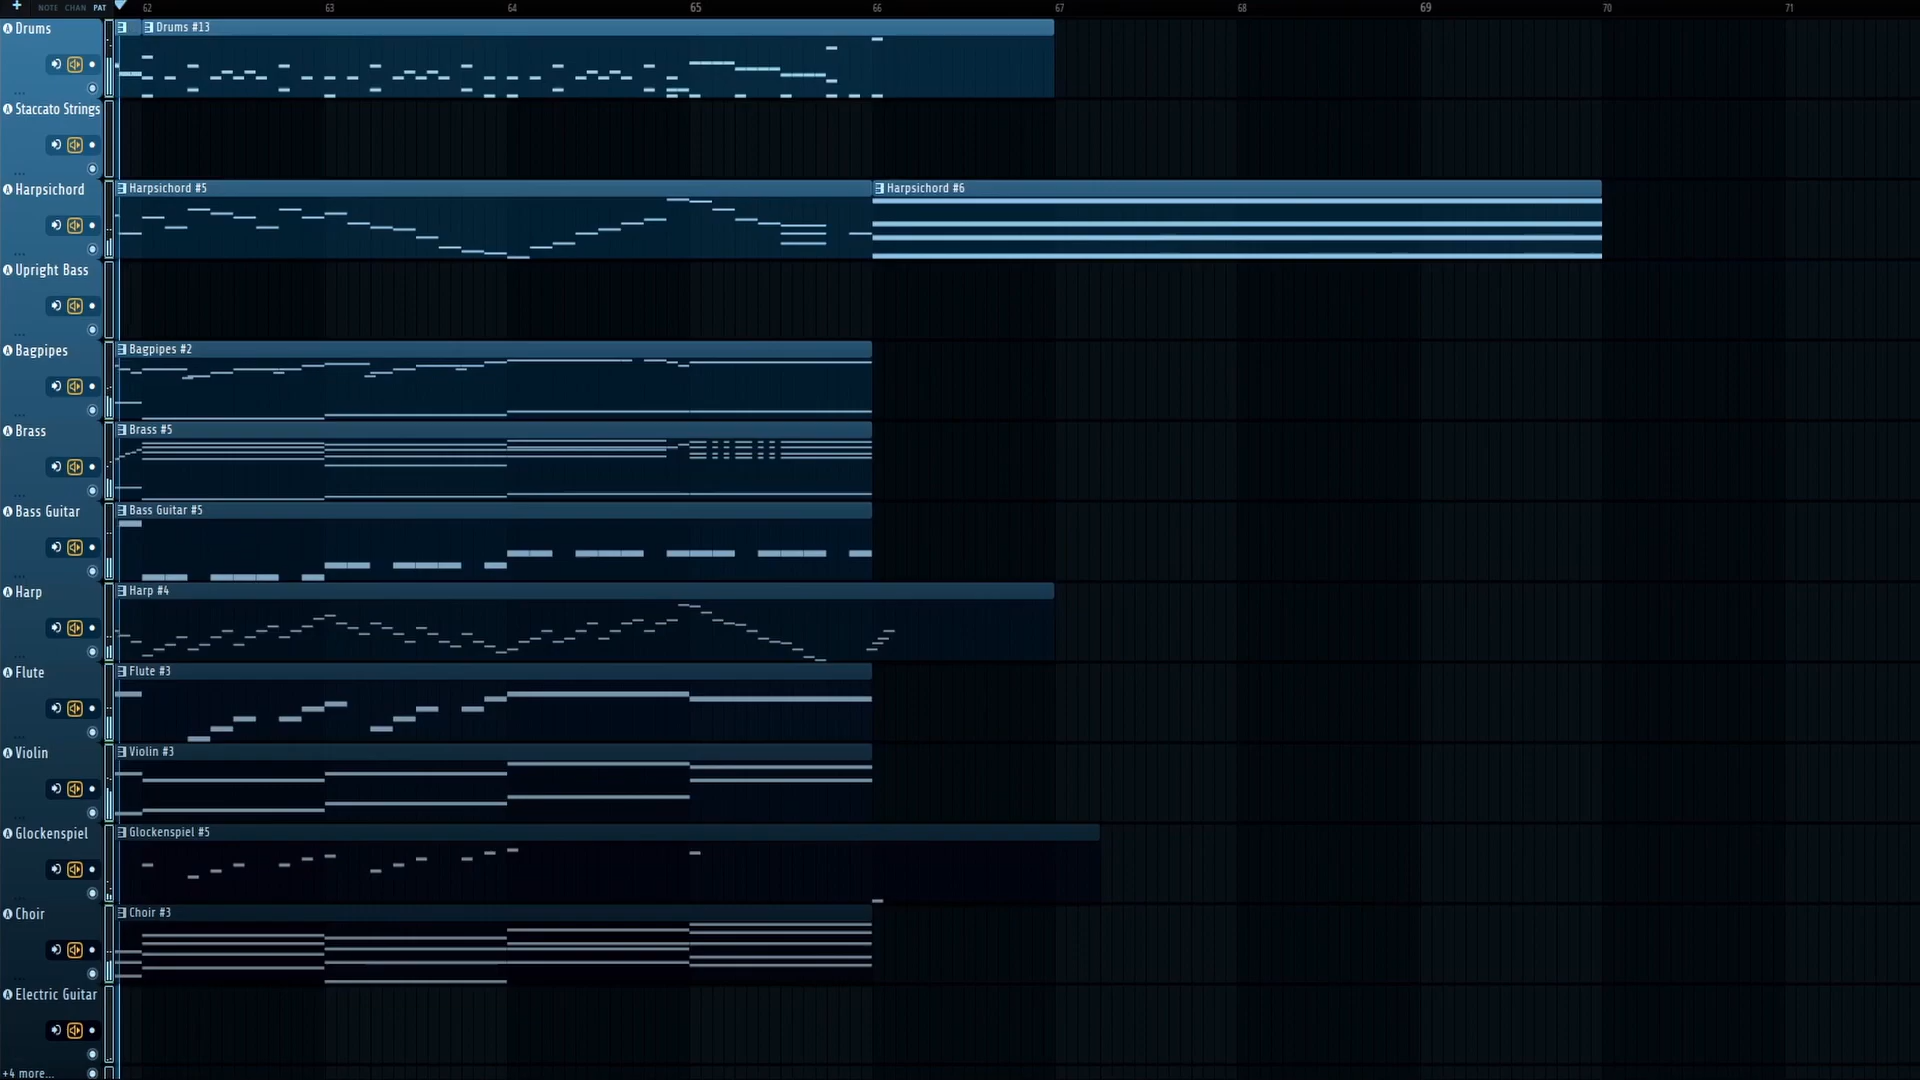 NOTE CHAN PAT 62 63 64 65 66 67 68 69 70 71
Drums
Drums #13
Staccato Strings
Harpsichord
Harpsichord #5
Harpsichord #6
Upright Bass
Bagpipes
Bagpipes #2
Brass
Brass #5
Bass Guitar
Bass Guitar #5
Harp
Harp #4
Flute
Flute #3
Violin
Violin #3
Glockenspiel
Glockenspiel #5
Choir
Choir #3
Electric Guitar
+4 more...